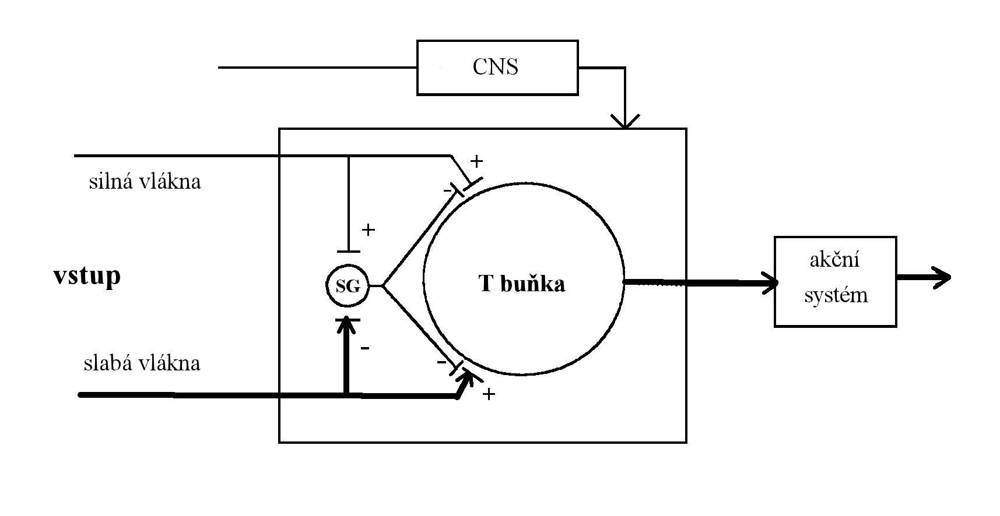 CNS
silná vlákna
+
-
+
vstup
SG
T buňka
akční
systém
-
slabá vlákna
-
+